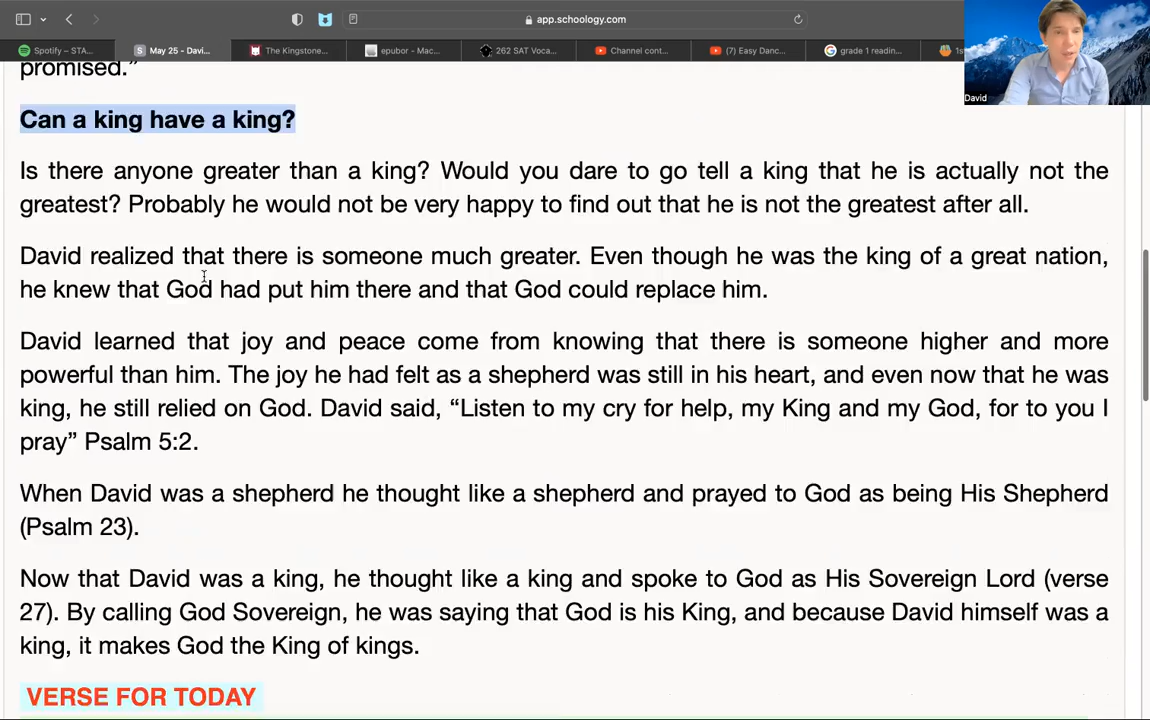 app.schoology.com
Spotify – STA...
May 25 - Davi...
The Kingstone...
epubor - Mac...
262 SAT Voca...
Channel cont...
(7) Easy Danc...
grade 1 readin...
1s
David
promised.”
Can a king have a king?
Is there anyone greater than a king? Would you dare to go tell a king that he is actually not the
greatest? Probably he would not be very happy to find out that he is not the greatest after all.
David realized that there is someone much greater. Even though he was the king of a great nation,
he knew that God had put him there and that God could replace him.
David learned that joy and peace come from knowing that there is someone higher and more
powerful than him. The joy he had felt as a shepherd was still in his heart, and even now that he was
king, he still relied on God. David said, “Listen to my cry for help, my King and my God, for to you I
pray” Psalm 5:2.
When David was a shepherd he thought like a shepherd and prayed to God as being His Shepherd
(Psalm 23).
Now that David was a king, he thought like a king and spoke to God as His Sovereign Lord (verse
27). By calling God Sovereign, he was saying that God is his King, and because David himself was a
king, it makes God the King of kings.
VERSE FOR TODAY